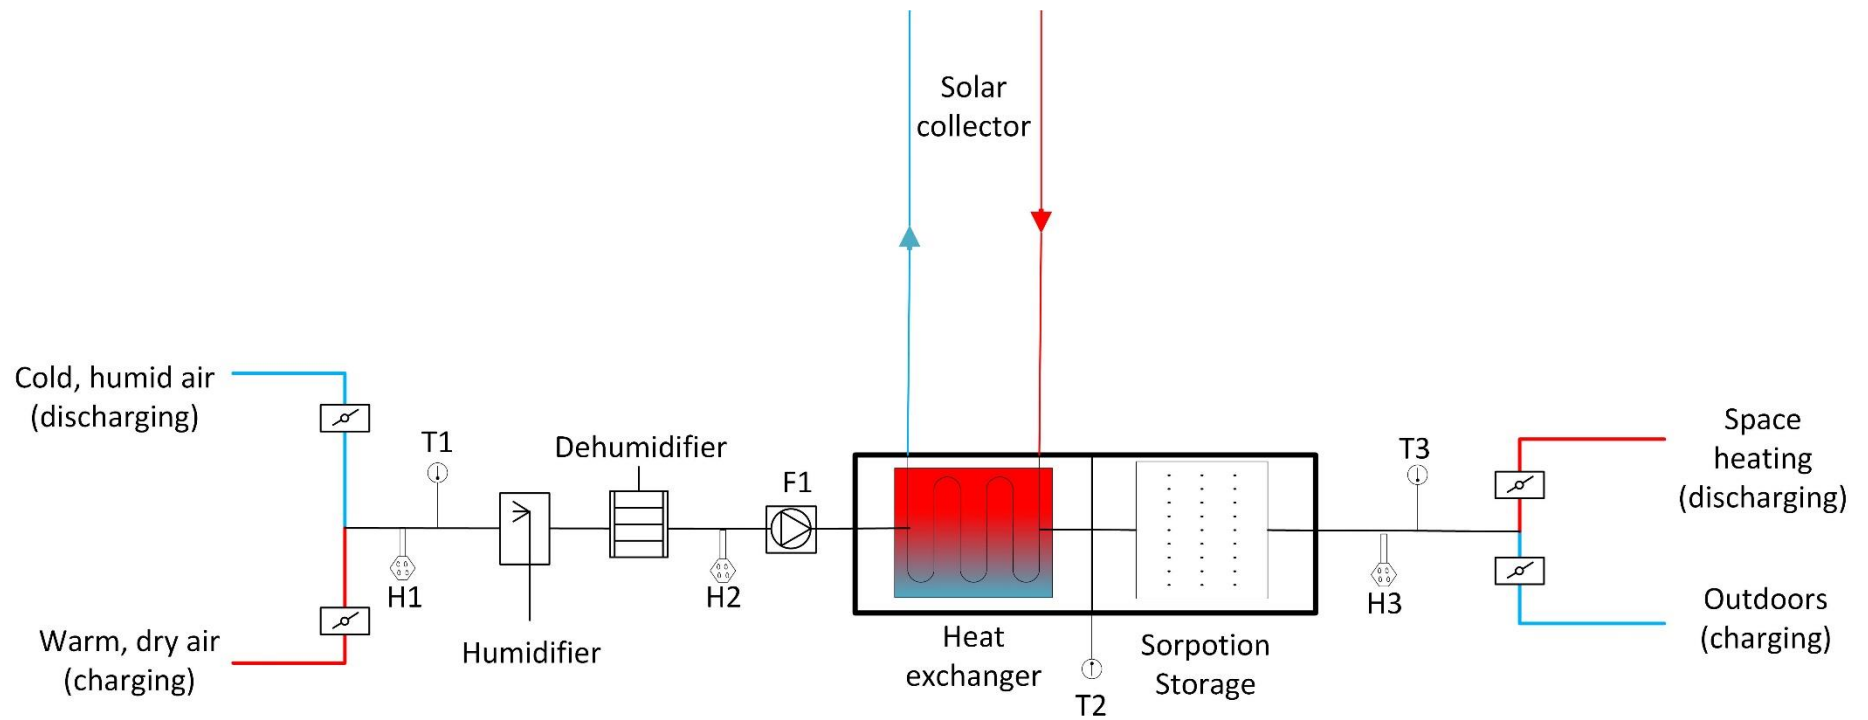 Solar
collector
Cold, humid air
(discharging)
T1
Dehumidifier
F1
T3
Space
heating
(discharging)
H1
H2
H3
Warm, dry air
(charging)
Humidifier
Heat
exchanger
T2
Sorpotion
Storage
Outdoors
(charging)